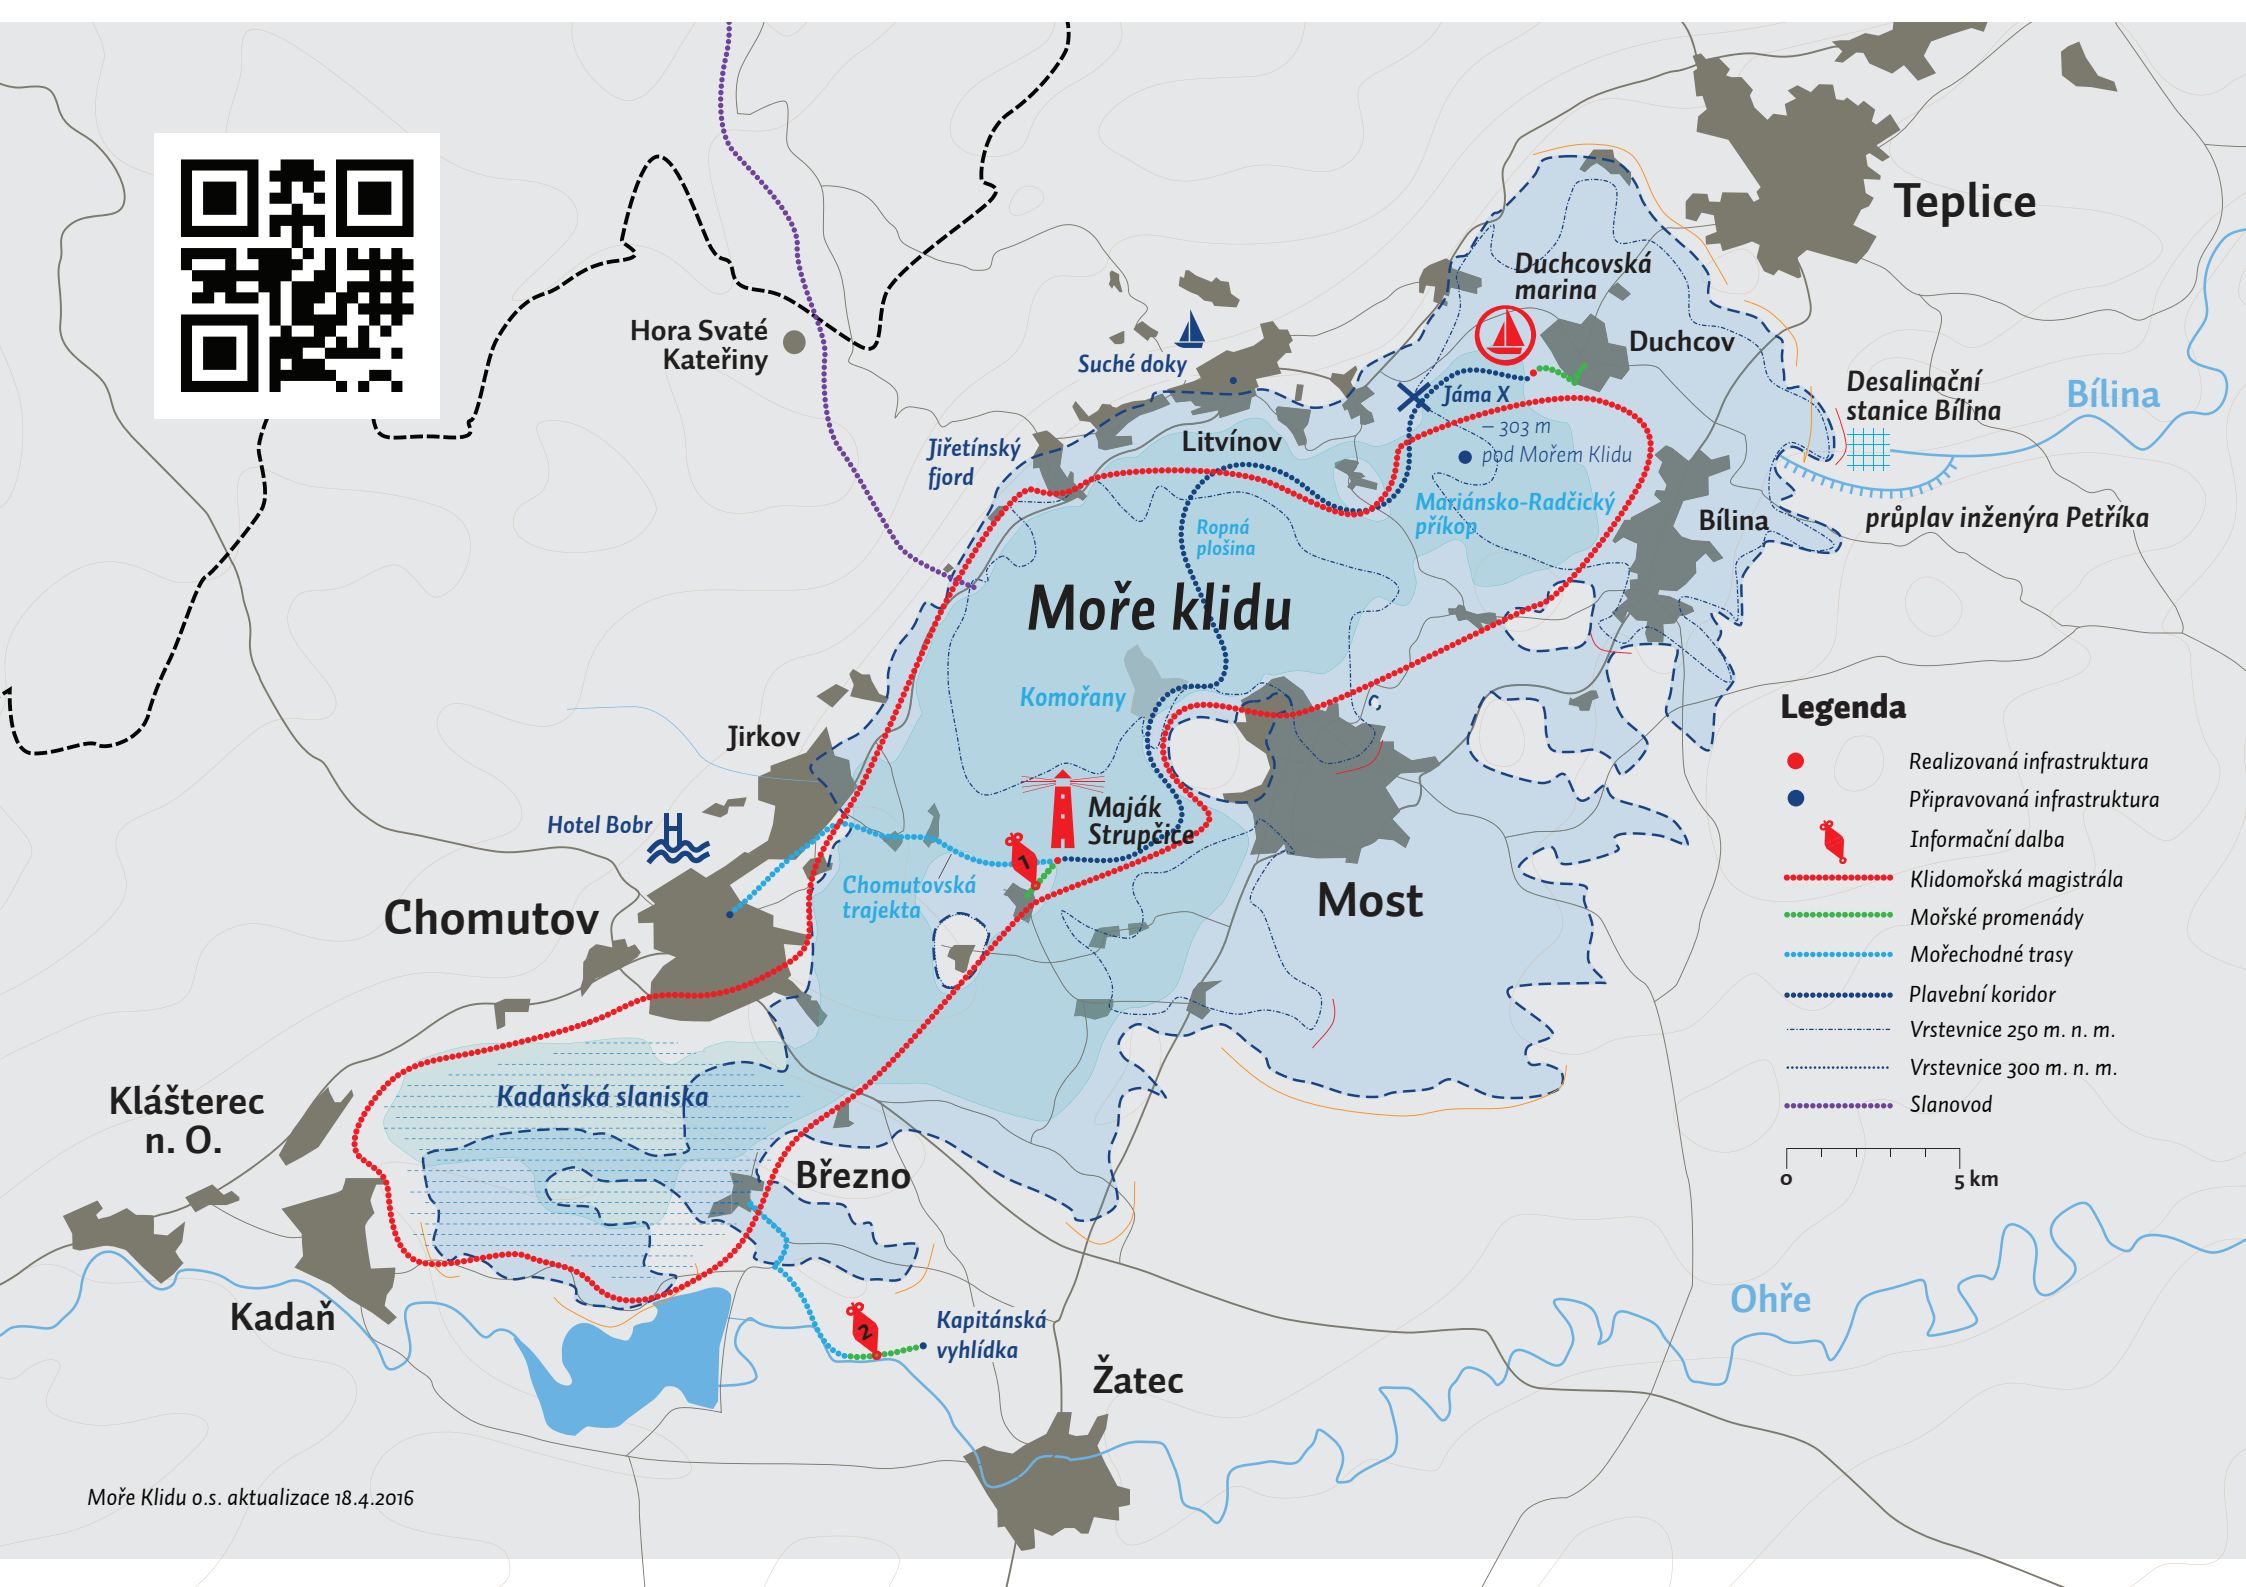 Teplice
Duchcovská
marina
Hora Svaté
Kateřiny
Suché doky
Duchcov
Desalinační
stanice Bílina
Bílina
Jáma X
– 303 m
pod Mořem Klidu
Litvínov
Jiřetínský
fjord
Mariánsko-Radčický
příkop
Ropná
plošina
Bílina
průplav inženýra Petříka
Moře klidu
Komořany
Jirkov
Maják
Strupčice
Hotel Bobr
1
Chomutovská
trajekta
Chomutov
Most
Legenda
Realizovaná infrastruktura
Připravovaná infrastruktura
Informační dalba
Klidomořská magistrála
Mořské promenády
Mořechodné trasy
Plavební koridor
Vrstevnice 250 m. n. m.
Vrstevnice 300 m. n. m.
Slanovod
0 5 km
Kadaňská slaniska
Klášterec
n. O.
Březno
Kadaň
2
Kapitánská
vyhlídka
Ohře
Žatec
Moře Klidu o.s. aktualizace 18.4.2016